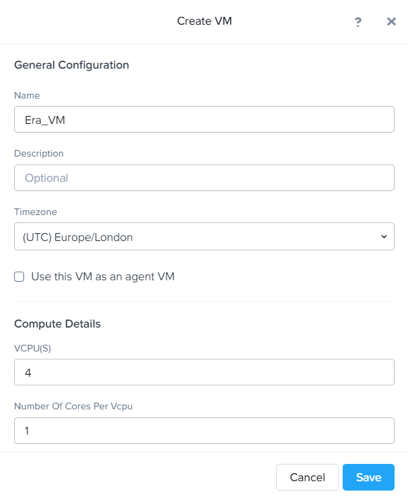 Create VM
?
×
General Configuration
Name
Era_VM
Description
Optional
Timezone
(UTC) Europe/London
Use this VM as an agent VM
Compute Details
VCPU(S)
4
Number Of Cores Per Vcpu
1
Cancel
Save